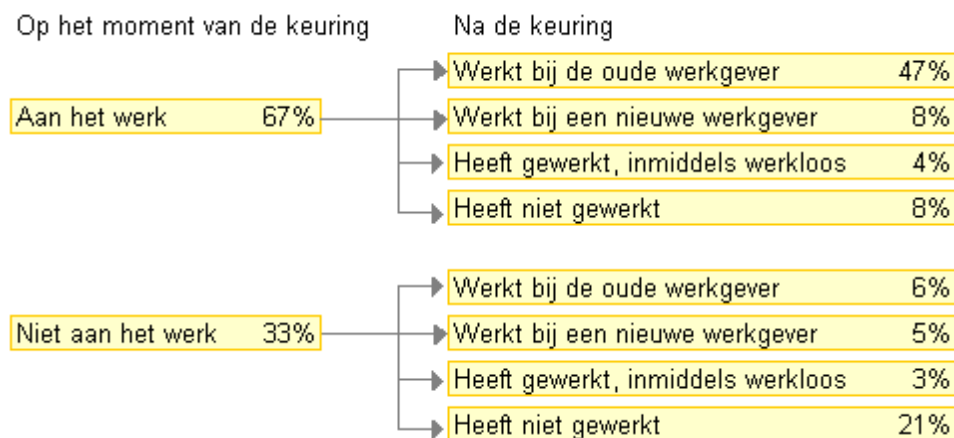 Op het moment van de keuring
Na de keuring
Aan het werk 67%
Werkt bij de oude werkgever 47%
Werkt bij een nieuwe werkgever 8%
Heeft gewerkt, inmiddels werkloos 4%
Heeft niet gewerkt 8%
Niet aan het werk 33%
Werkt bij de oude werkgever 6%
Werkt bij een nieuwe werkgever 5%
Heeft gewerkt, inmiddels werkloos 3%
Heeft niet gewerkt 21%